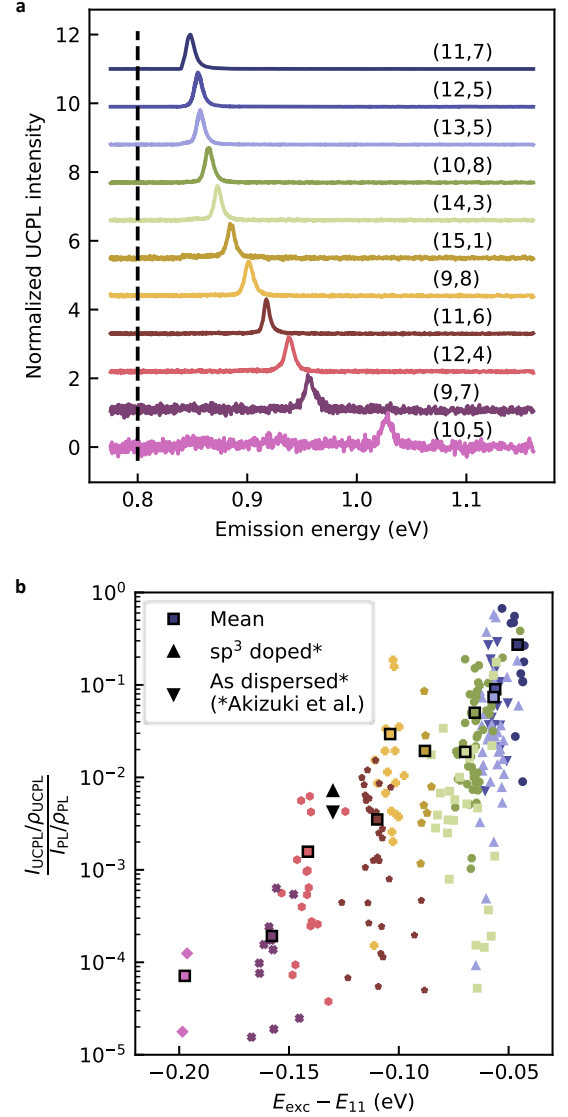 a
12
10
8
6
4
2
0
Normalized UCPL intensity
(11,7)
(12,5)
(13,5)
(10,8)
(14,3)
(15,1)
(9,8)
(11,6)
(12,4)
(9,7)
(10,5)
0.8 0.9 1.0 1.1
Emission energy (eV)
b
10⁰
10⁻¹
10⁻²
10⁻³
10⁻⁴
10⁻⁵
I_UCPL/ρ_UCPL
I_PL/ρ_PL
Mean
sp³ doped*
As dispersed*
(*Akizuki et al.)
−0.20 −0.15 −0.10 −0.05
E_exc − E₁₁ (eV)